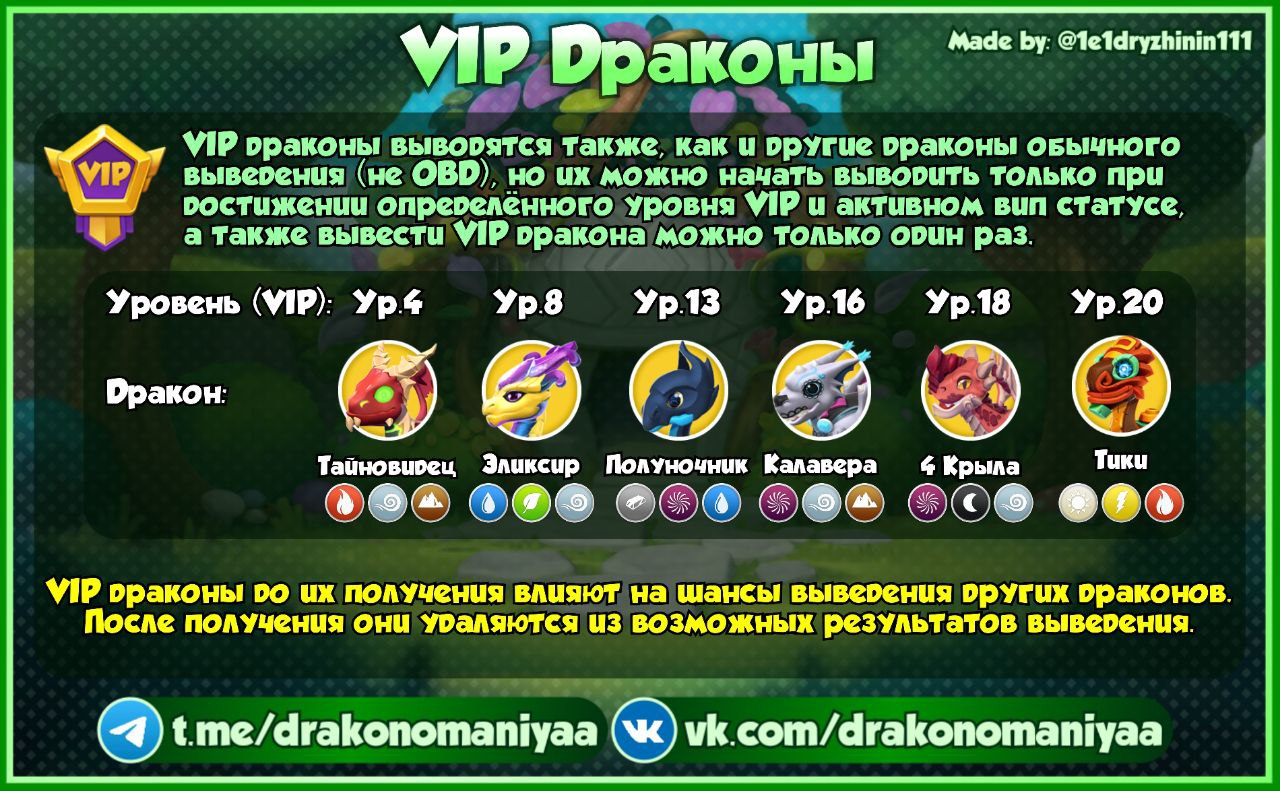 VIP Драконы
Made by: @1e1dryzhinin111
VIP
VIP драконы выводятся также, как и другие драконы обычного
выведения (не OBD), но их можно начать выводить только при
достижении определённого уровня VIP и активном вип статусе,
а также вывести VIP дракона можно только один раз.
Уровень (VIP): Ур.4 Ур.8 Ур.13 Ур.16 Ур.18 Ур.20
Дракон:
Тайновидец Эликсир Полуночник Калавера 4 Крыла Тики
VIP драконы до их получения влияют на шансы выведения других драконов.
После получения они удаляются из возможных результатов выведения.
t.me/drakonomaniyaa vk.com/drakonomaniyaa